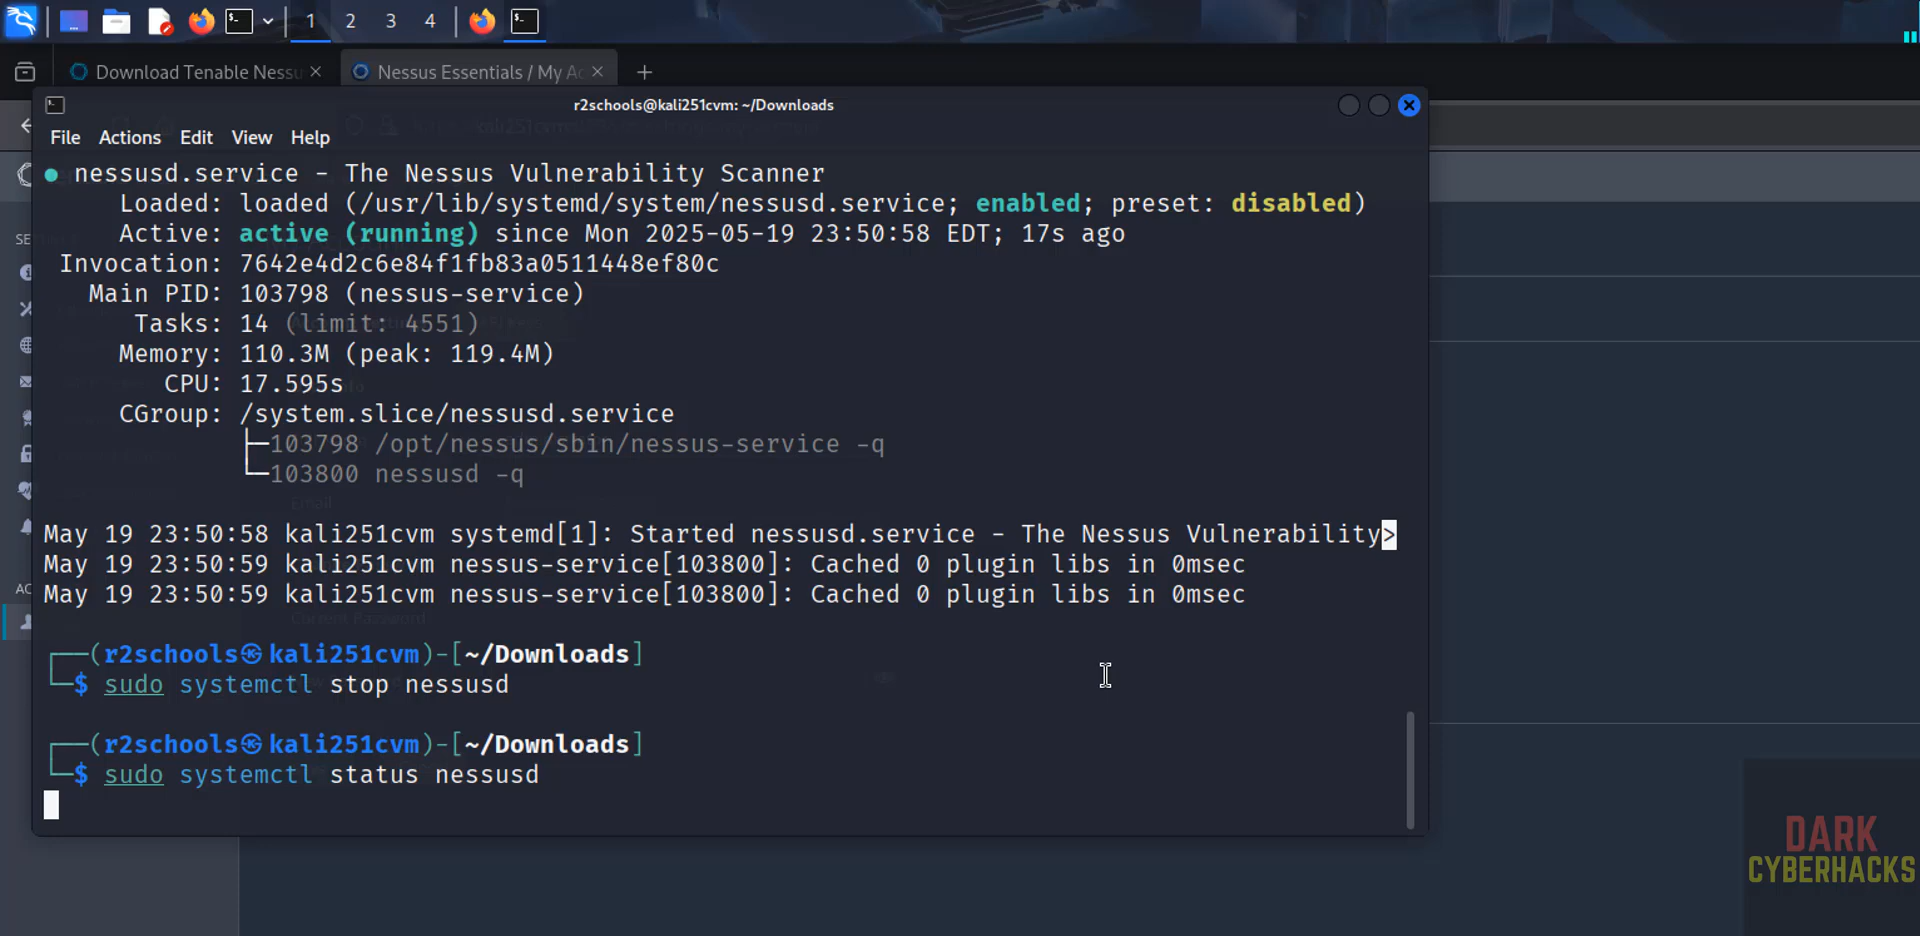 1 2 3 4
Download Tenable Nessu
Nessus Essentials / My Ac
r2schools@kali251cvm: ~/Downloads
File Actions Edit View Help
● nessusd.service - The Nessus Vulnerability Scanner
Loaded: loaded (/usr/lib/systemd/system/nessusd.service; enabled; preset: disabled)
Active: active (running) since Mon 2025-05-19 23:50:58 EDT; 17s ago
Invocation: 7642e4d2c6e84f1fb83a0511448ef80c
Main PID: 103798 (nessus-service)
Tasks: 14 (limit: 4551)
Memory: 110.3M (peak: 119.4M)
CPU: 17.595s
CGroup: /system.slice/nessusd.service
├─103798 /opt/nessus/sbin/nessus-service -q
└─103800 nessusd -q
Email
May 19 23:50:58 kali251cvm systemd[1]: Started nessusd.service - The Nessus Vulnerability>
May 19 23:50:59 kali251cvm nessus-service[103800]: Cached 0 plugin libs in 0msec
May 19 23:50:59 kali251cvm nessus-service[103800]: Cached 0 plugin libs in 0msec
Current Password
┌──(r2schools㉿kali251cvm)-[~/Downloads]
└─$ sudo systemctl stop nessusd
┌──(r2schools㉿kali251cvm)-[~/Downloads]
└─$ sudo systemctl status nessusd
DARK
CYBERHACKS